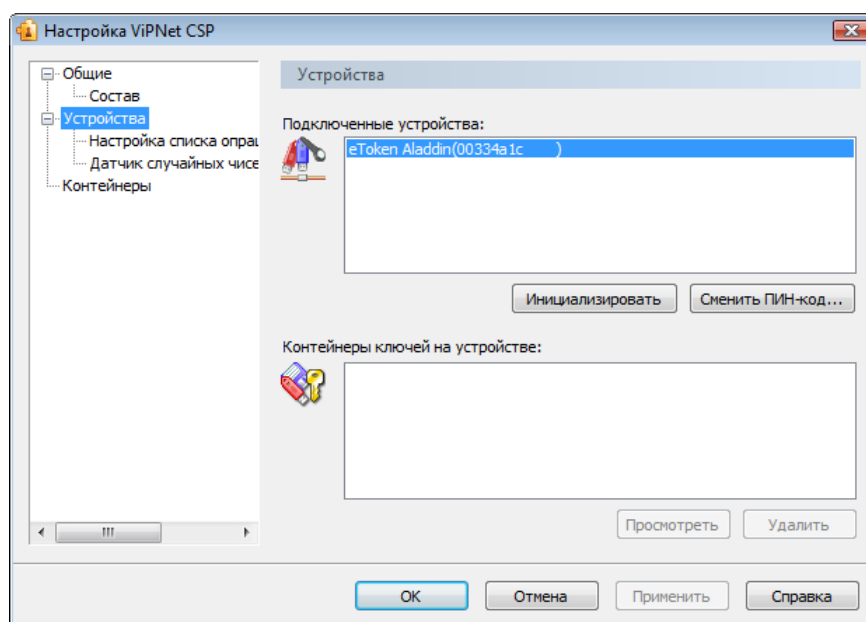 Настройка ViPNet CSP
Общие
Состав
Устройства
Настройка списка опра
Датчик случайных чисе
Контейнеры
Устройства
Подключенные устройства:
eToken Aladdin(00334a1c )
Инициализировать
Сменить ПИН-код...
Контейнеры ключей на устройстве:
Просмотреть
Удалить
OK
Отмена
Применить
Справка